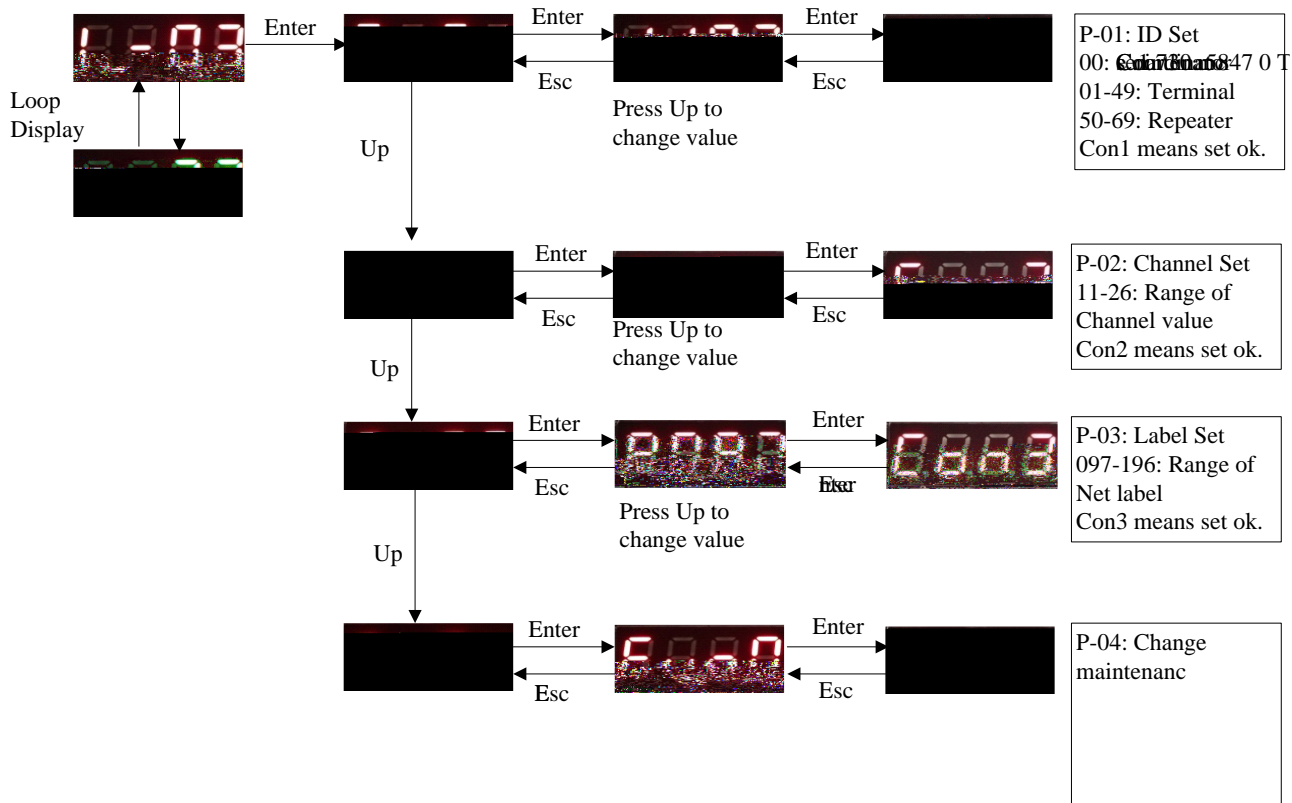 Enter
Enter
Enter
Esc
Esc
Loop
Display
Press Up to
change value
Up
P-01: ID Set
00:
01-49: Terminal
50-69: Repeater
Con1 means set ok.
Enter
Enter
Esc
Esc
Press Up to
change value
Up
P-02: Channel Set
11-26: Range of
Channel value
Con2 means set ok.
Enter
Enter
Esc
Press Up to
change value
Up
Con3
P-03: Label Set
097-196: Range of
Net label
Con3 means set ok.
Enter
Enter
Esc
Esc
P-04: Change
maintenanc